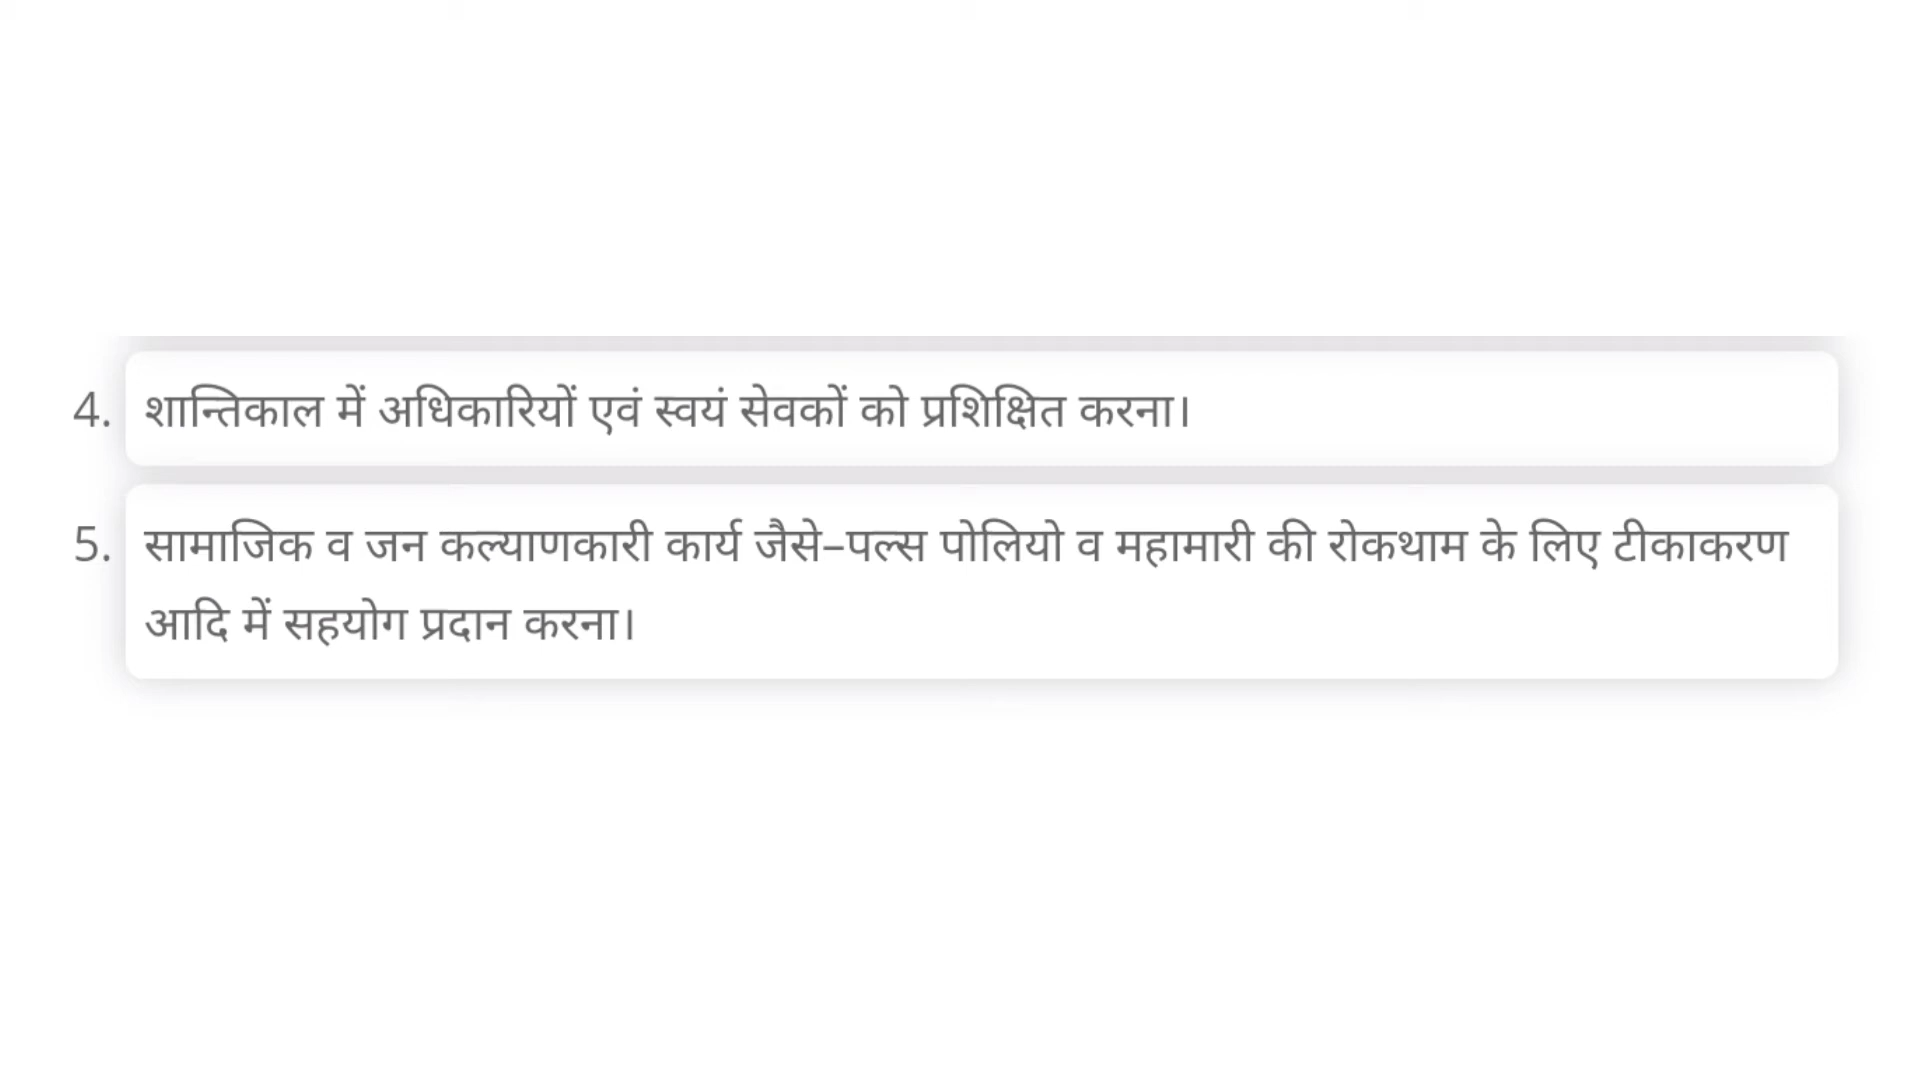 4. शान्तिकाल में अधिकारियों एवं स्वयं सेवकों को प्रशिक्षित करना।
5. सामाजिक व जन कल्याणकारी कार्य जैसे–पल्स पोलियो व महामारी की रोकथाम के लिए टीकाकरण
आदि में सहयोग प्रदान करना।